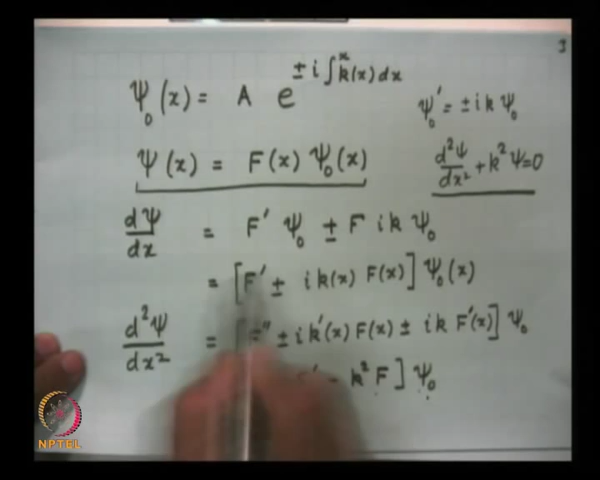 3
Ψ₀(x) = A e^{± i ∫^x k(x) dx}
Ψ₀' = ± i k Ψ₀
Ψ(x) = F(x) Ψ₀(x)
d²Ψ/dx² + k² Ψ = 0
dΨ/dx = F' Ψ₀ ± F i k Ψ₀
= [F' ± i k(x) F(x)] Ψ₀(x)
d²Ψ/dx² = F'' ± i k'(x) F(x) ± i k F'(x)] Ψ₀
- k² F] Ψ₀
NPTEL